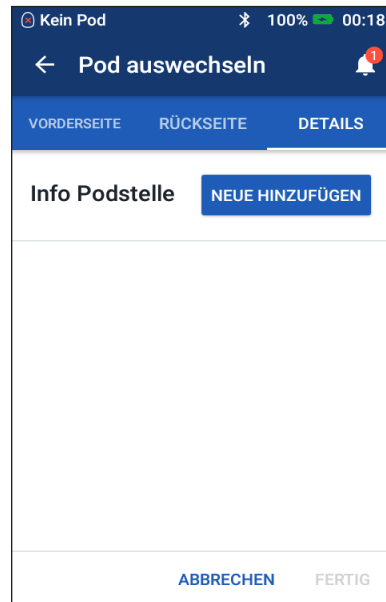 Kein Pod 100% 00:18
Pod auswechseln 1
VORDERSEITE RÜCKSEITE DETAILS
Info Podstelle NEUE HINZUFÜGEN
ABBRECHEN FERTIG